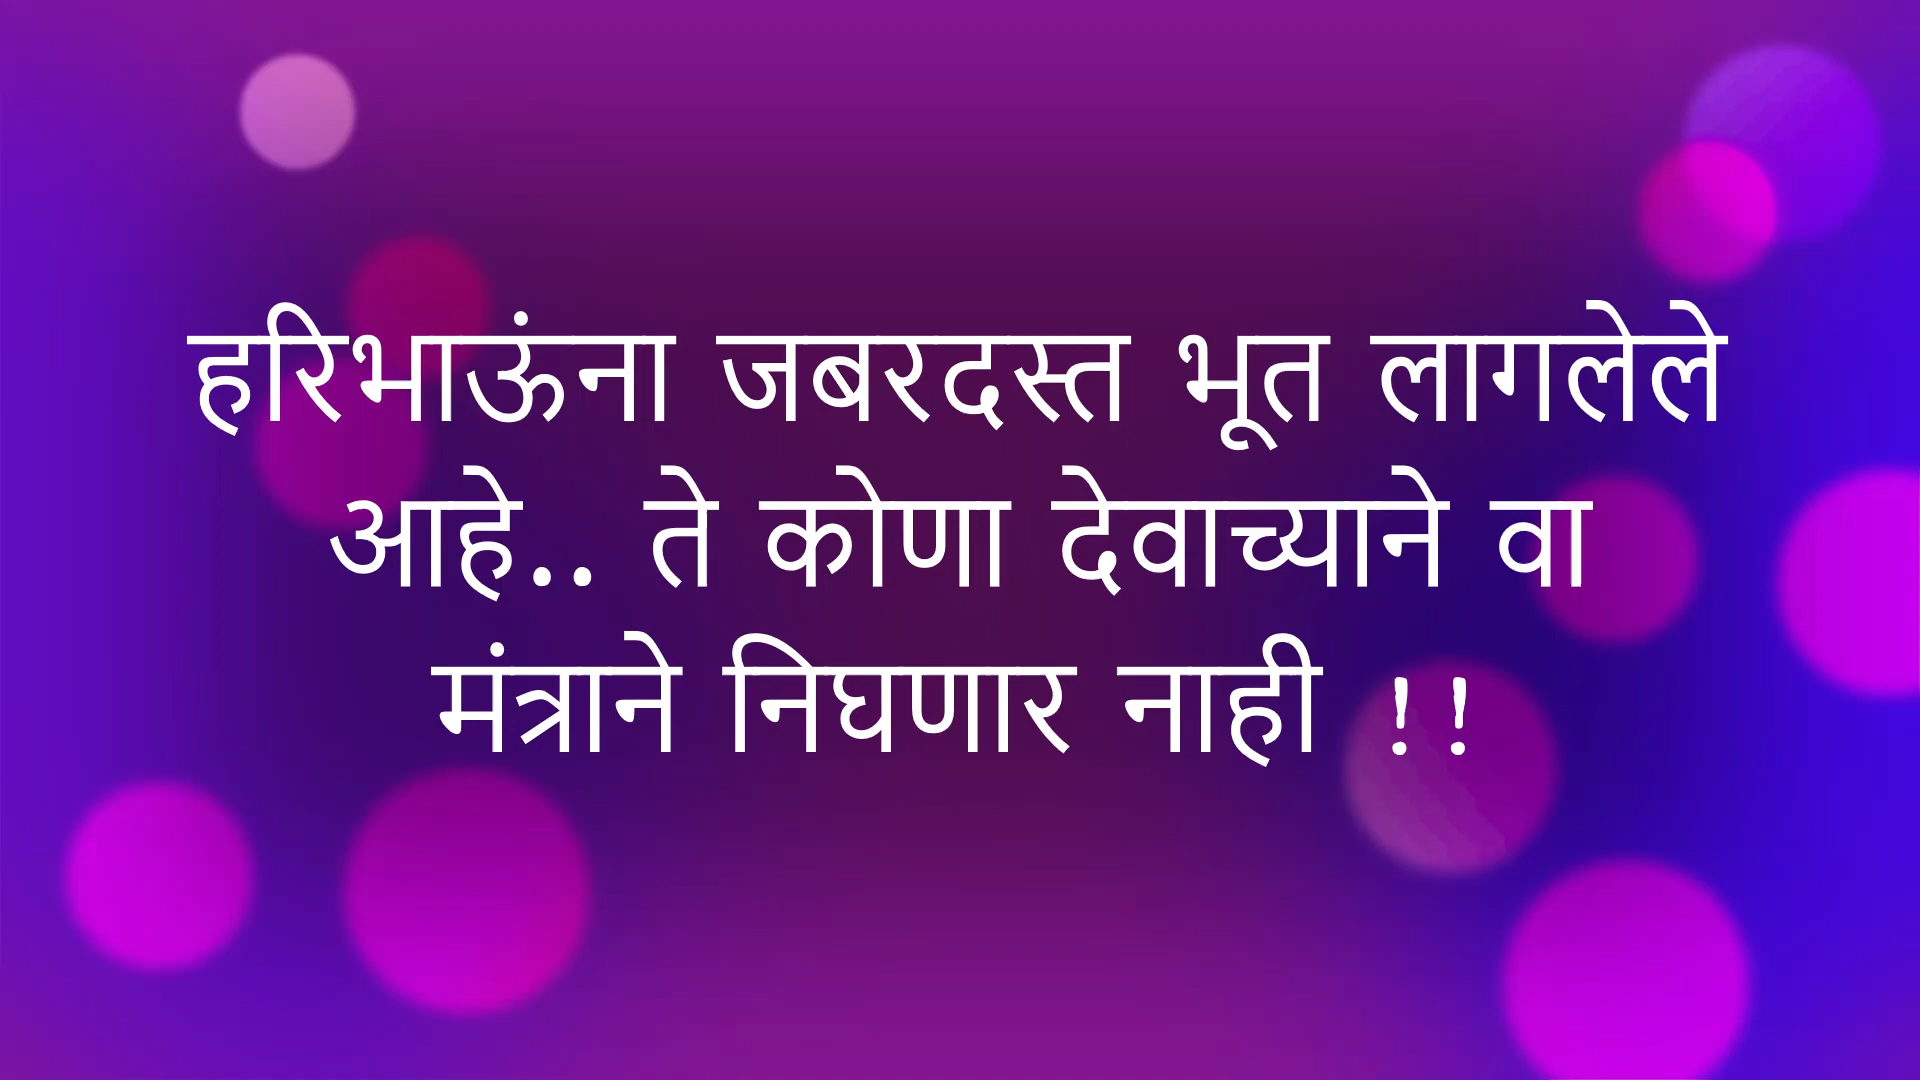 हरिभाऊंना जबरदस्त भूत लागलेले
आहे.. ते कोणा देवाच्याने वा
मंत्राने निघणार नाही !!